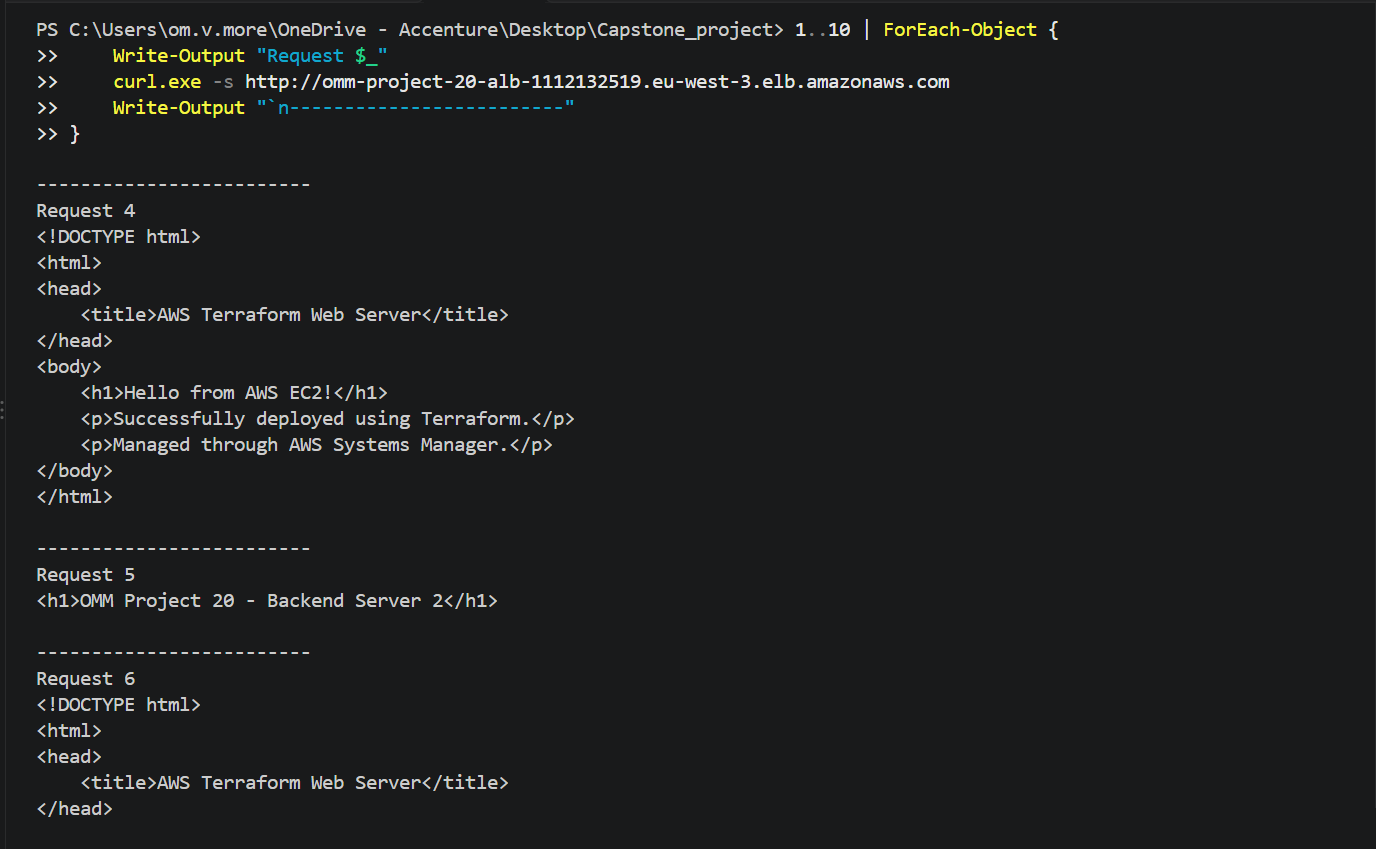 PS C:\Users\om.v.more\OneDrive - Accenture\Desktop\Capstone_project> 1..10 | ForEach-Object {
>>     Write-Output "Request $_"
>>     curl.exe -s http://omm-project-20-alb-1112132519.eu-west-3.elb.amazonaws.com
>>     Write-Output "`n-------------------------"
>> }

-------------------------
Request 4
<!DOCTYPE html>
<html>
<head>
    <title>AWS Terraform Web Server</title>
</head>
<body>
    <h1>Hello from AWS EC2!</h1>
    <p>Successfully deployed using Terraform.</p>
    <p>Managed through AWS Systems Manager.</p>
</body>
</html>

-------------------------
Request 5
<h1>OMM Project 20 - Backend Server 2</h1>

-------------------------
Request 6
<!DOCTYPE html>
<html>
<head>
    <title>AWS Terraform Web Server</title>
</head>